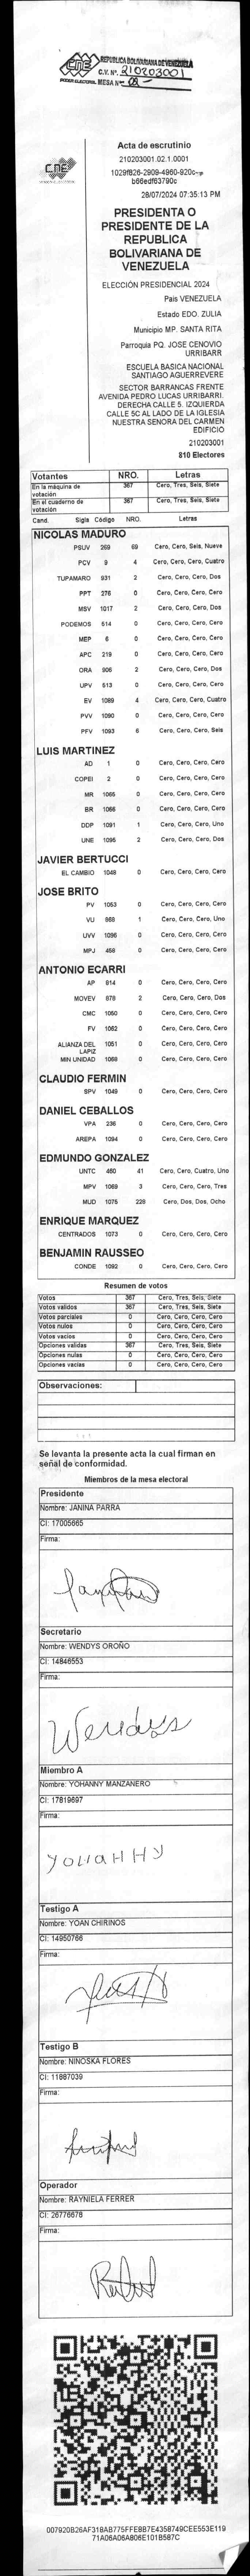 CNE
PODER ELECTORAL
REPUBLICA BOLIVARIANA DE VENEZUELA
C.V. Nº. 210203001
MESA Nº 02
CNE
Acta de escrutinio
210203001.02.1.0001
1029f826-2909-4960-920c-
b66edf63790c
28/07/2024 07:35:13 PM
PRESIDENTA O
PRESIDENTE DE LA
REPUBLICA
BOLIVARIANA DE
VENEZUELA
ELECCIÓN PRESIDENCIAL 2024
Pais VENEZUELA
Estado EDO. ZULIA
Municipio MP. SANTA RITA
Parroquia PQ. JOSE CENOVIO
URRIBARR
ESCUELA BASICA NACIONAL
SANTIAGO AGUERREVERE
SECTOR BARRANCAS FRENTE
AVENIDA PEDRO LUCAS URRIBARRI.
DERECHA CALLE 5. IZQUIERDA
CALLE 5C AL LADO DE LA IGLESIA
NUESTRA SENORA DEL CARMEN
EDIFICIO
210203001
810 Electores
Votantes NRO. Letras
En la máquina de votación 367 Cero, Tres, Seis, Siete
En el cuaderno de votación 367 Cero, Tres, Seis, Siete
Cand. Sigla Código NRO. Letras
NICOLAS MADURO
PSUV 269 69 Cero, Cero, Seis, Nueve
PCV 9 4 Cero, Cero, Cero, Cuatro
TUPAMARO 931 2 Cero, Cero, Cero, Dos
PPT 276 0 Cero, Cero, Cero, Cero
MSV 1017 2 Cero, Cero, Cero, Dos
PODEMOS 514 0 Cero, Cero, Cero, Cero
MEP 6 0 Cero, Cero, Cero, Cero
APC 219 0 Cero, Cero, Cero, Cero
ORA 906 2 Cero, Cero, Cero, Dos
UPV 513 0 Cero, Cero, Cero, Cero
EV 1089 4 Cero, Cero, Cero, Cuatro
PVV 1090 0 Cero, Cero, Cero, Cero
PFV 1093 6 Cero, Cero, Cero, Seis
LUIS MARTINEZ
AD 1 0 Cero, Cero, Cero, Cero
COPEI 2 0 Cero, Cero, Cero, Cero
MR 1065 0 Cero, Cero, Cero, Cero
BR 1066 0 Cero, Cero, Cero, Cero
DDP 1091 1 Cero, Cero, Cero, Uno
UNE 1095 2 Cero, Cero, Cero, Dos
JAVIER BERTUCCI
EL CAMBIO 1048 0 Cero, Cero, Cero, Cero
JOSE BRITO
PV 1053 0 Cero, Cero, Cero, Cero
VU 868 1 Cero, Cero, Cero, Uno
UVV 1096 0 Cero, Cero, Cero, Cero
MPJ 458 0 Cero, Cero, Cero, Cero
ANTONIO ECARRI
AP 814 0 Cero, Cero, Cero, Cero
MOVEV 878 2 Cero, Cero, Cero, Dos
CMC 1050 0 Cero, Cero, Cero, Cero
FV 1052 0 Cero, Cero, Cero, Cero
ALIANZA DEL LAPIZ 1051 0 Cero, Cero, Cero, Cero
MIN UNIDAD 1068 0 Cero, Cero, Cero, Cero
CLAUDIO FERMIN
SPV 1049 0 Cero, Cero, Cero, Cero
DANIEL CEBALLOS
VPA 236 0 Cero, Cero, Cero, Cero
AREPA 1094 0 Cero, Cero, Cero, Cero
EDMUNDO GONZALEZ
UNTC 450 41 Cero, Cero, Cuatro, Uno
MPV 1069 3 Cero, Cero, Cero, Tres
MUD 1075 228 Cero, Dos, Dos, Ocho
ENRIQUE MARQUEZ
CENTRADOS 1073 0 Cero, Cero, Cero, Cero
BENJAMIN RAUSSEO
CONDE 1092 0 Cero, Cero, Cero, Cero
Resumen de votos
Votos 367 Cero, Tres, Seis, Siete
Votos validos 367 Cero, Tres, Seis, Siete
Votos parciales 0 Cero, Cero, Cero, Cero
Votos nulos 0 Cero, Cero, Cero, Cero
Votos vacios 0 Cero, Cero, Cero, Cero
Opciones validas 367 Cero, Tres, Seis, Siete
Opciones nulas 0 Cero, Cero, Cero, Cero
Opciones vacias 0 Cero, Cero, Cero, Cero
Observaciones:
Se levanta la presente acta la cual firman en
señal de conformidad.
Miembros de la mesa electoral
Presidente
Nombre: JANINA PARRA
CI: 17005665
Firma:
Secretario
Nombre: WENDYS OROÑO
CI: 14846553
Firma:
Wendys
Miembro A
Nombre: YOHANNY MANZANERO
CI: 17819697
Firma:
YOHANNY
Testigo A
Nombre: YOAN CHIRINOS
CI: 14950766
Firma:
Testigo B
Nombre: NINOSKA FLORES
CI: 11887039
Firma:
Operador
Nombre: RAYNIELA FERRER
CI: 26776678
Firma:
007920B26AF318AB775FFE9B7E4358749CEE553E119
71A06A06A806E101B587C